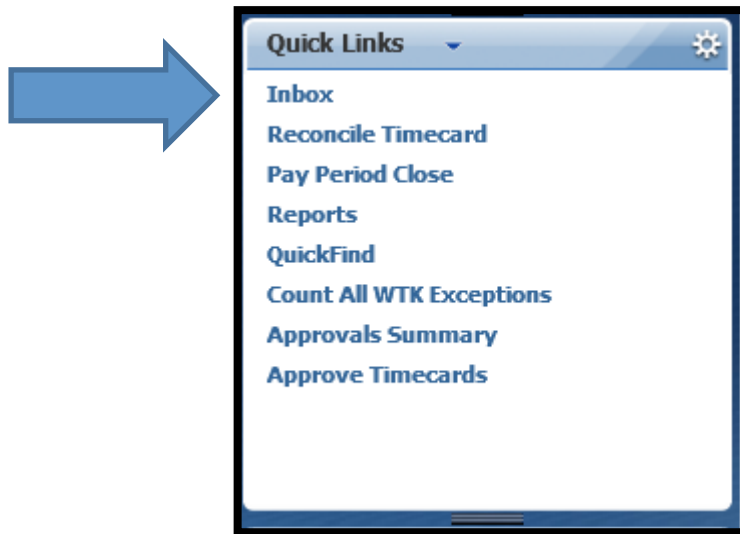 Quick Links
Inbox
Reconcile Timecard
Pay Period Close
Reports
QuickFind
Count All WTK Exceptions
Approvals Summary
Approve Timecards